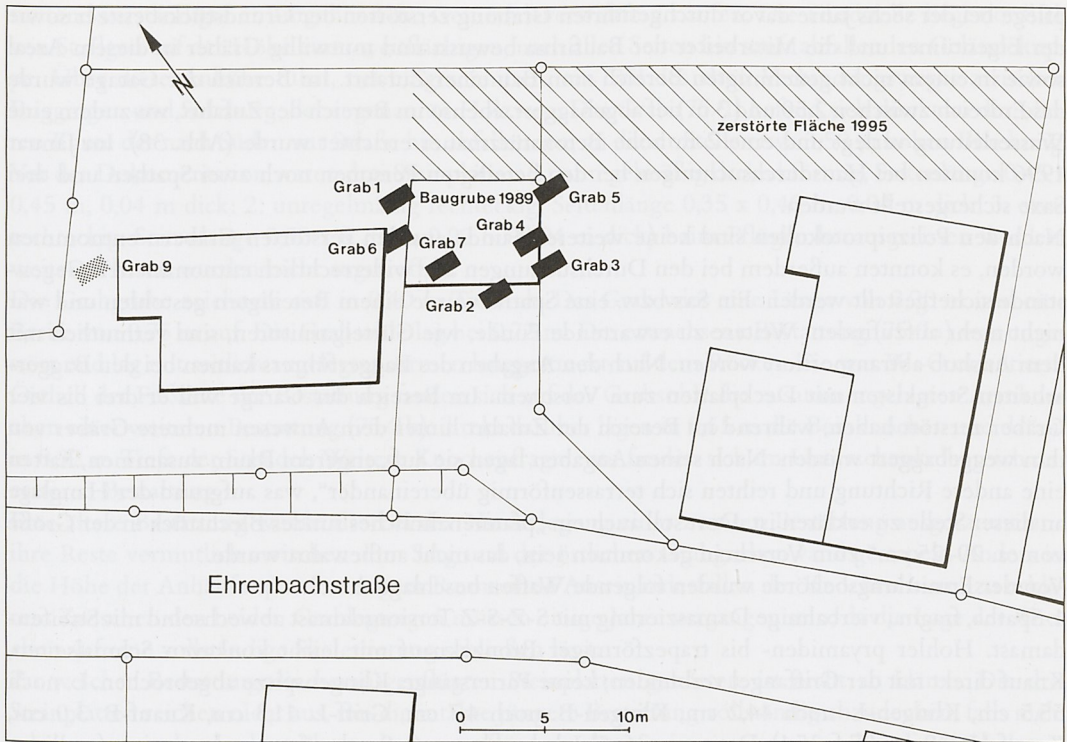 zerstörte Fläche 1995
Grab 1
Baugrube 1989
Grab 5
Grab 4
Grab 6
Grab 7
Grab 3
Grab 9
Grab 2
Ehrenbachstraße
0 5 10m